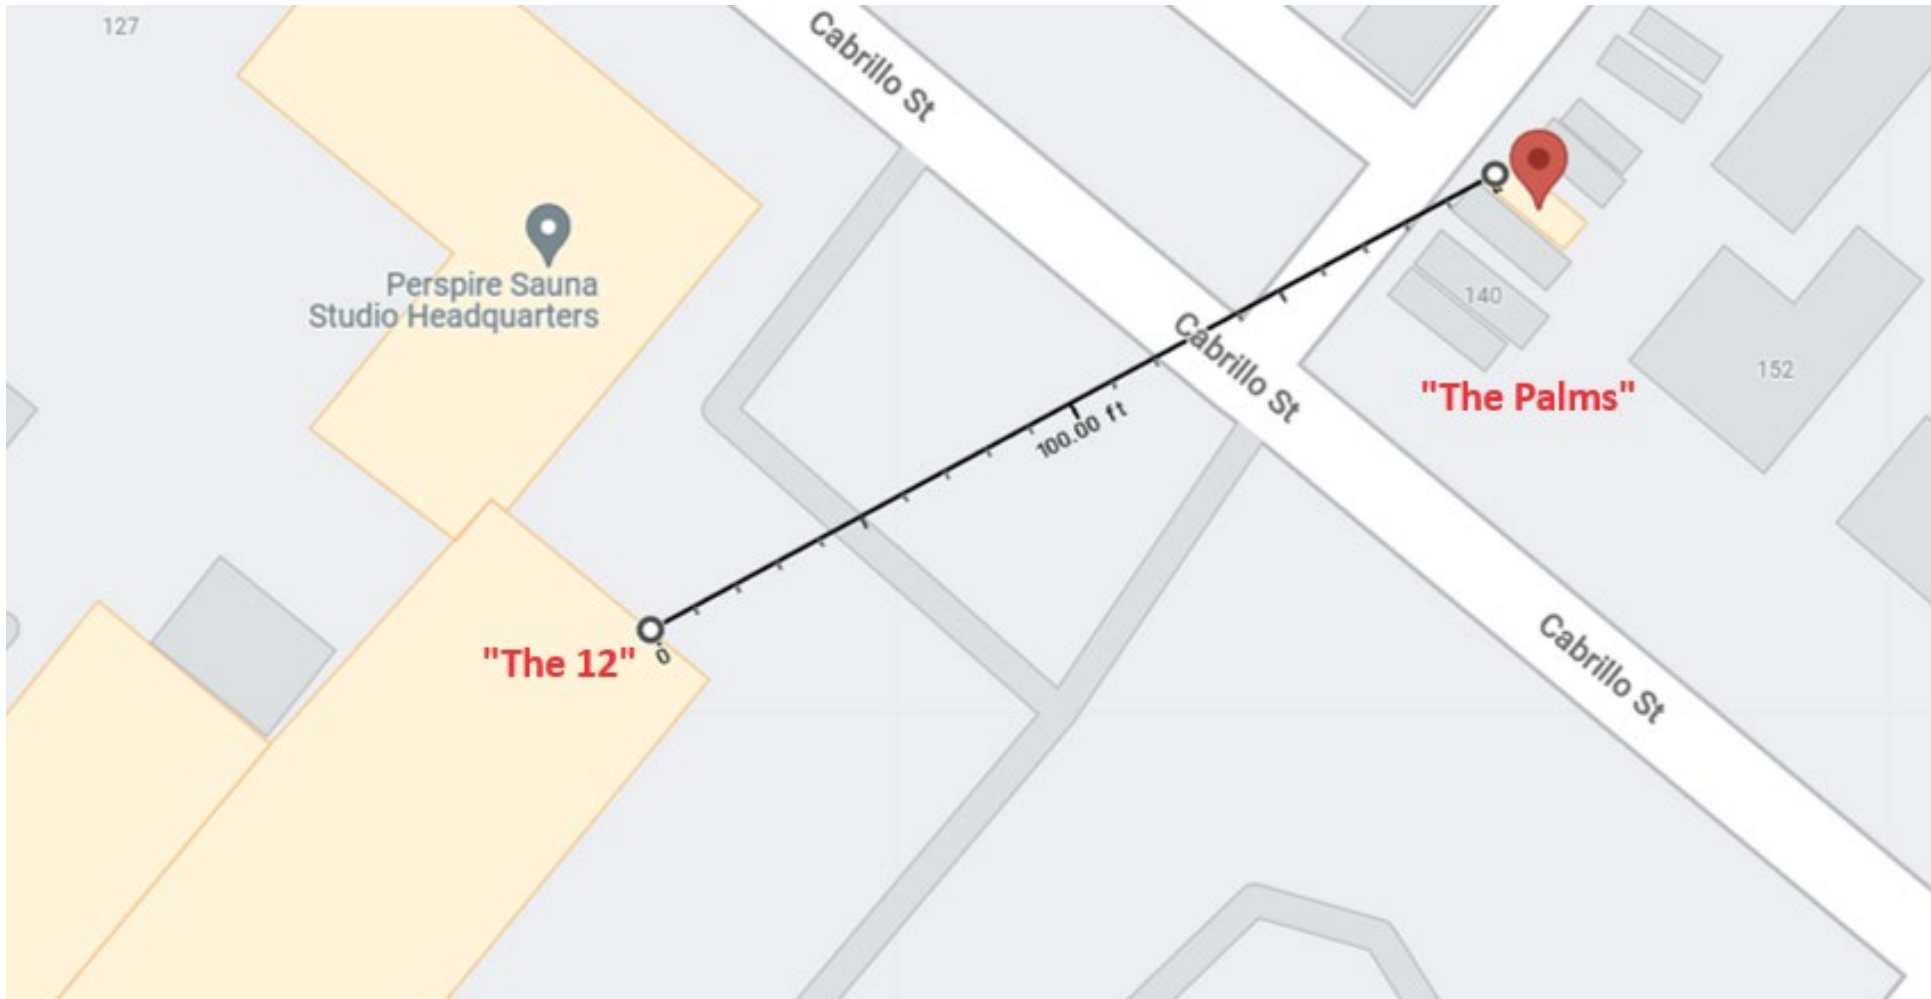 127
Cabrillo St
Perspire Sauna
Studio Headquarters
140
Cabrillo St
152
"The Palms"
100.00 ft
"The 12"
0
Cabrillo St